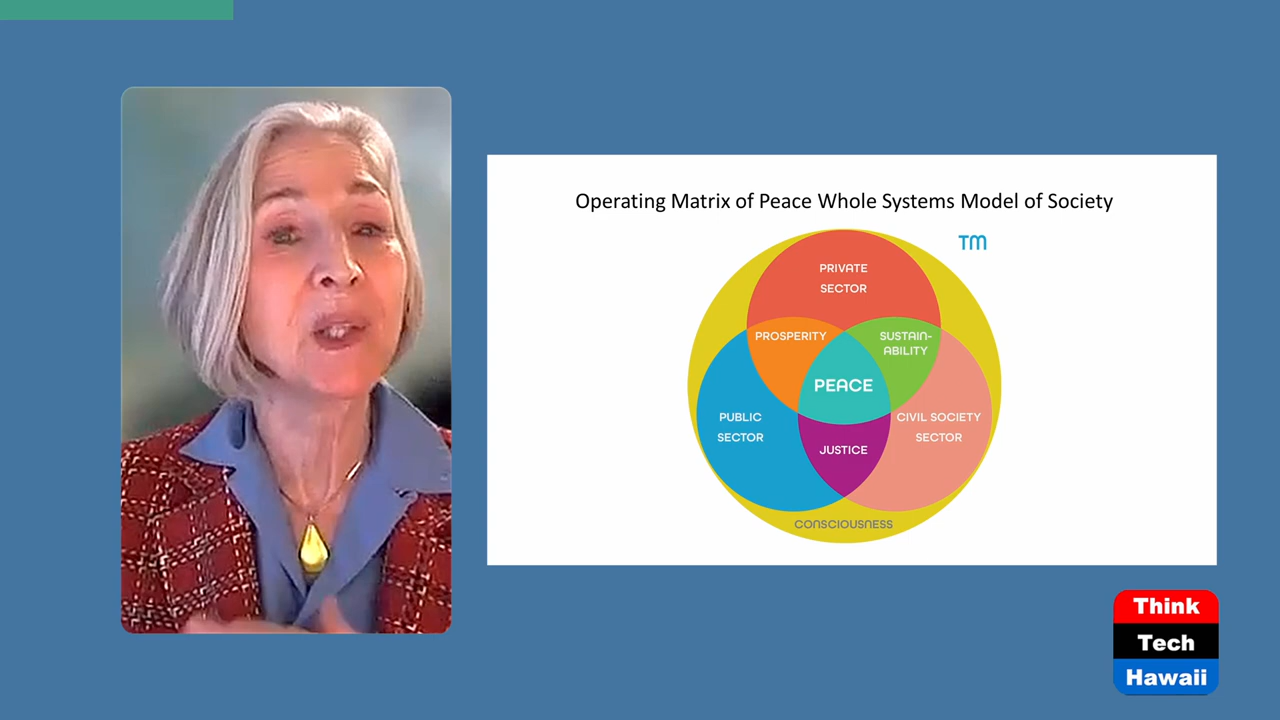 Operating Matrix of Peace Whole Systems Model of Society
TM
PRIVATE
SECTOR
PROSPERITY
SUSTAIN-
ABILITY
PEACE
PUBLIC
SECTOR
CIVIL SOCIETY
SECTOR
JUSTICE
CONSCIOUSNESS
Think
Tech
Hawaii